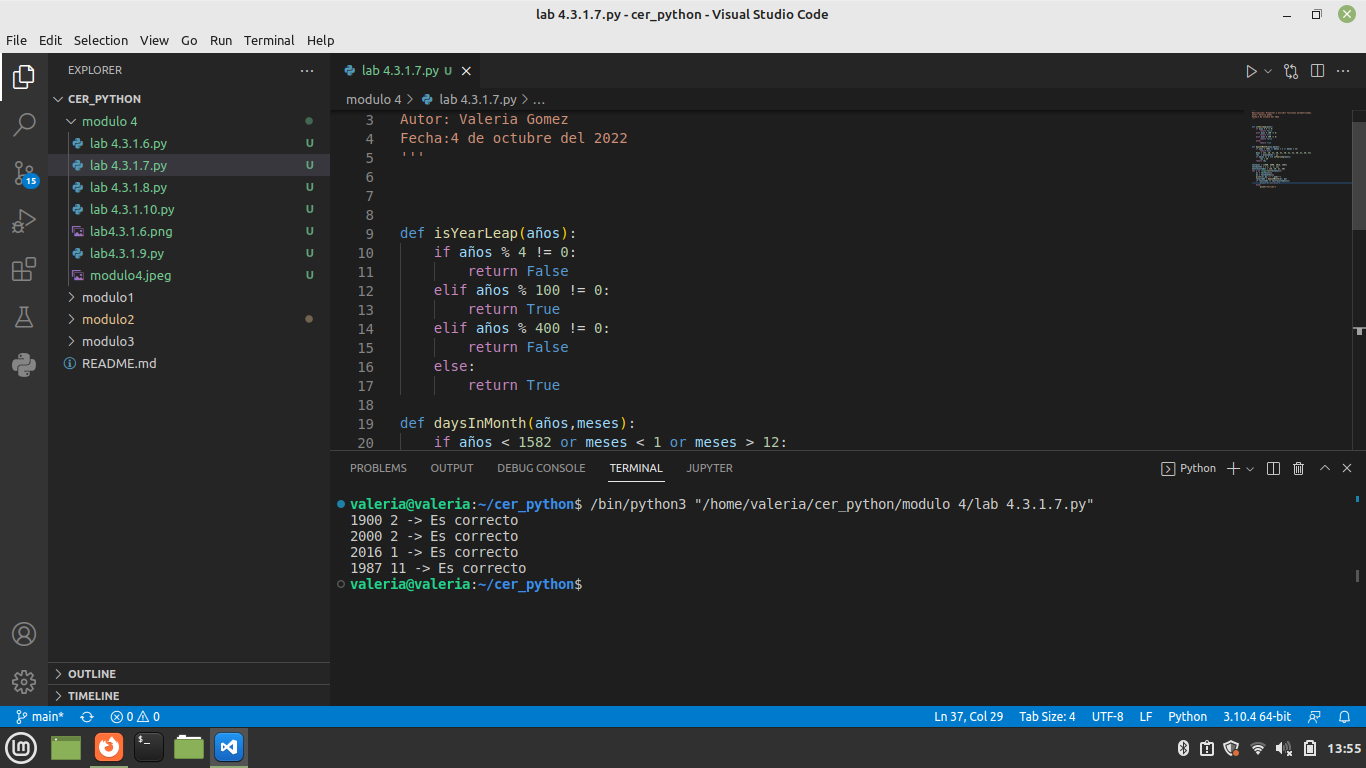 lab 4.3.1.7.py - cer_python - Visual Studio Code
File Edit Selection View Go Run Terminal Help
EXPLORER
CER_PYTHON
modulo 4
lab 4.3.1.6.py U
lab 4.3.1.7.py U
lab 4.3.1.8.py U
lab 4.3.1.10.py U
lab4.3.1.6.png U
lab4.3.1.9.py U
modulo4.jpeg U
modulo1
modulo2
modulo3
README.md
OUTLINE
TIMELINE
15
lab 4.3.1.7.py U
modulo 4 > lab 4.3.1.7.py > ...
3 Autor: Valeria Gomez
4 Fecha:4 de octubre del 2022
5 '''
6
7
8
9 def isYearLeap(años):
10     if años % 4 != 0:
11         return False
12     elif años % 100 != 0:
13         return True
14     elif años % 400 != 0:
15         return False
16     else:
17         return True
18
19 def daysInMonth(años,meses):
20     if años < 1582 or meses < 1 or meses > 12:
PROBLEMS OUTPUT DEBUG CONSOLE TERMINAL JUPYTER
Python
valeria@valeria:~/cer_python$ /bin/python3 "/home/valeria/cer_python/modulo 4/lab 4.3.1.7.py"
1900 2 -> Es correcto
2000 2 -> Es correcto
2016 1 -> Es correcto
1987 11 -> Es correcto
valeria@valeria:~/cer_python$
main* 0 0 Ln 37, Col 29 Tab Size: 4 UTF-8 LF Python 3.10.4 64-bit
13:55